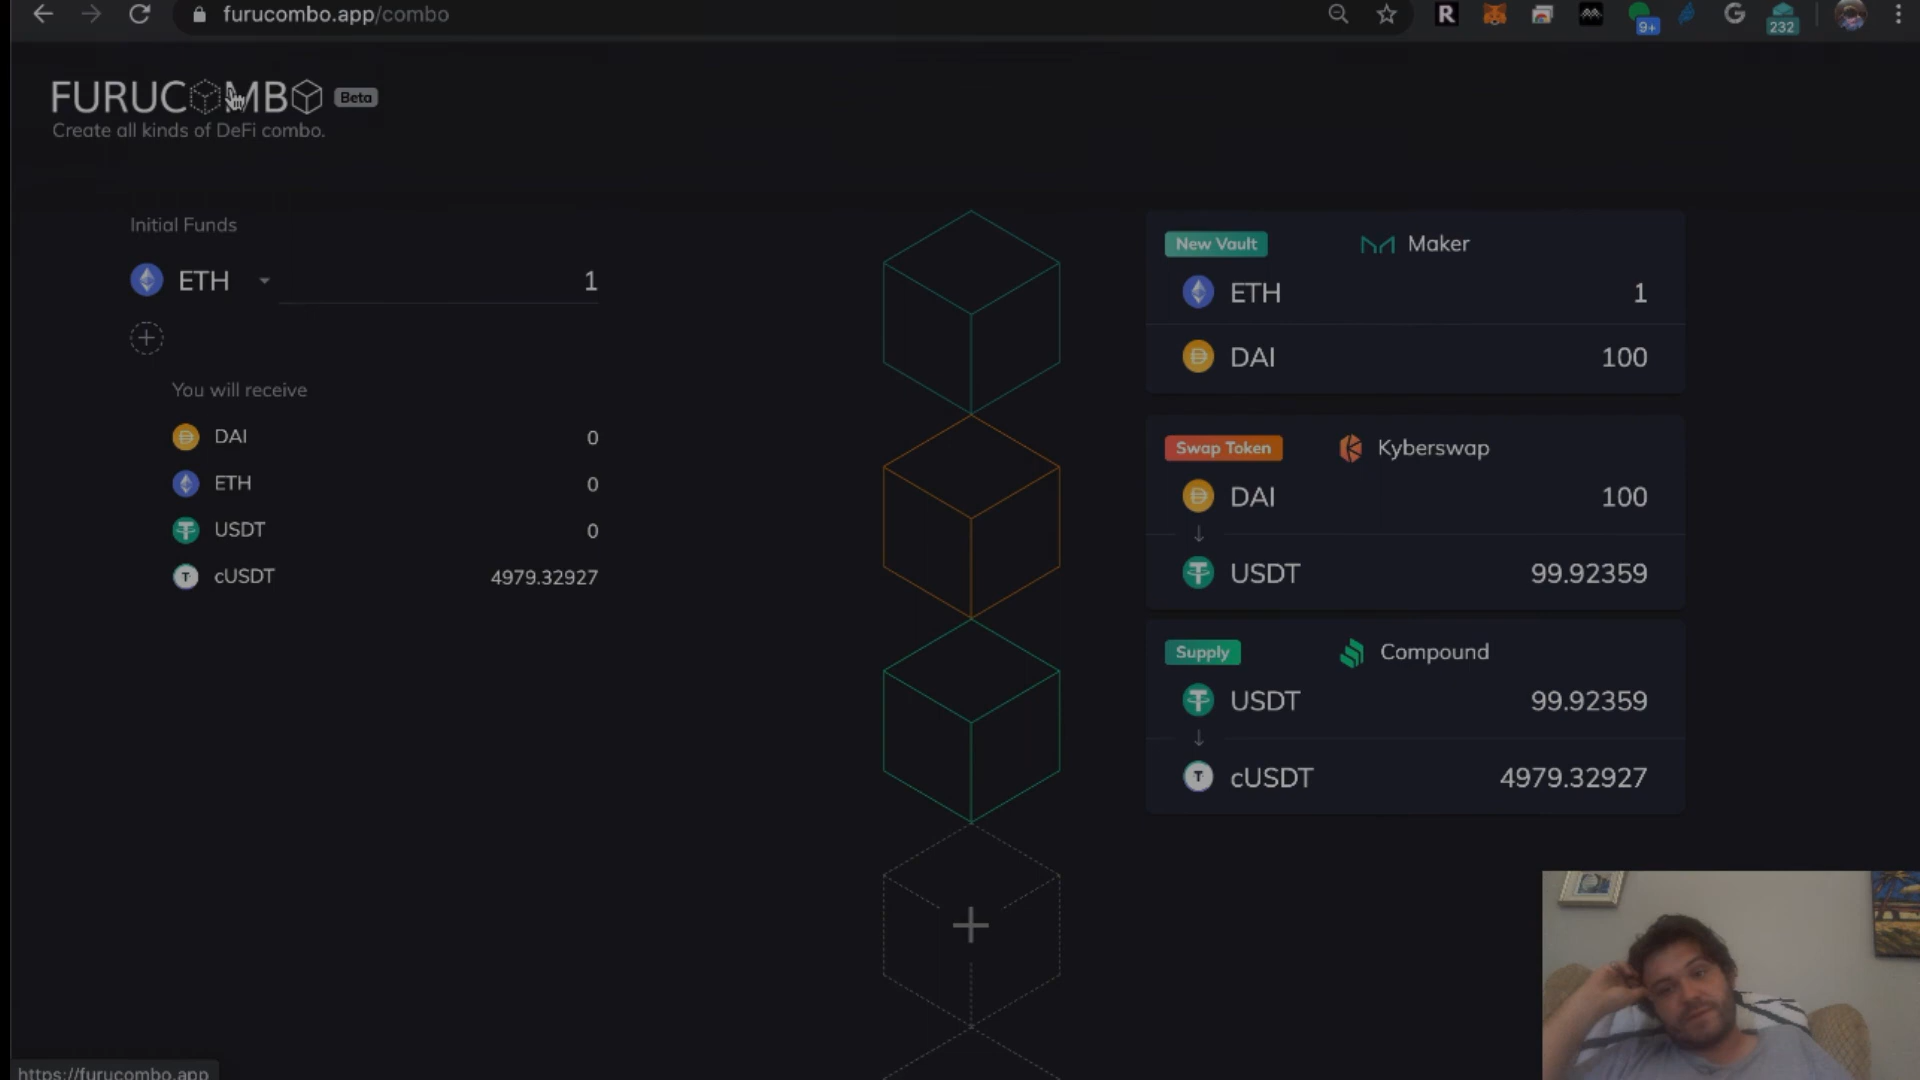 furucombo.app/combo
R
9+
G
232
FURUCOMBO Beta
Create all kinds of DeFi combo.
Initial Funds
ETH 1
You will receive
DAI 0
ETH 0
USDT 0
cUSDT 4979.32927
New Vault Maker
ETH 1
DAI 100
Swap Token Kyberswap
DAI 100
USDT 99.92359
Supply Compound
USDT 99.92359
cUSDT 4979.32927
https://furucombo.app